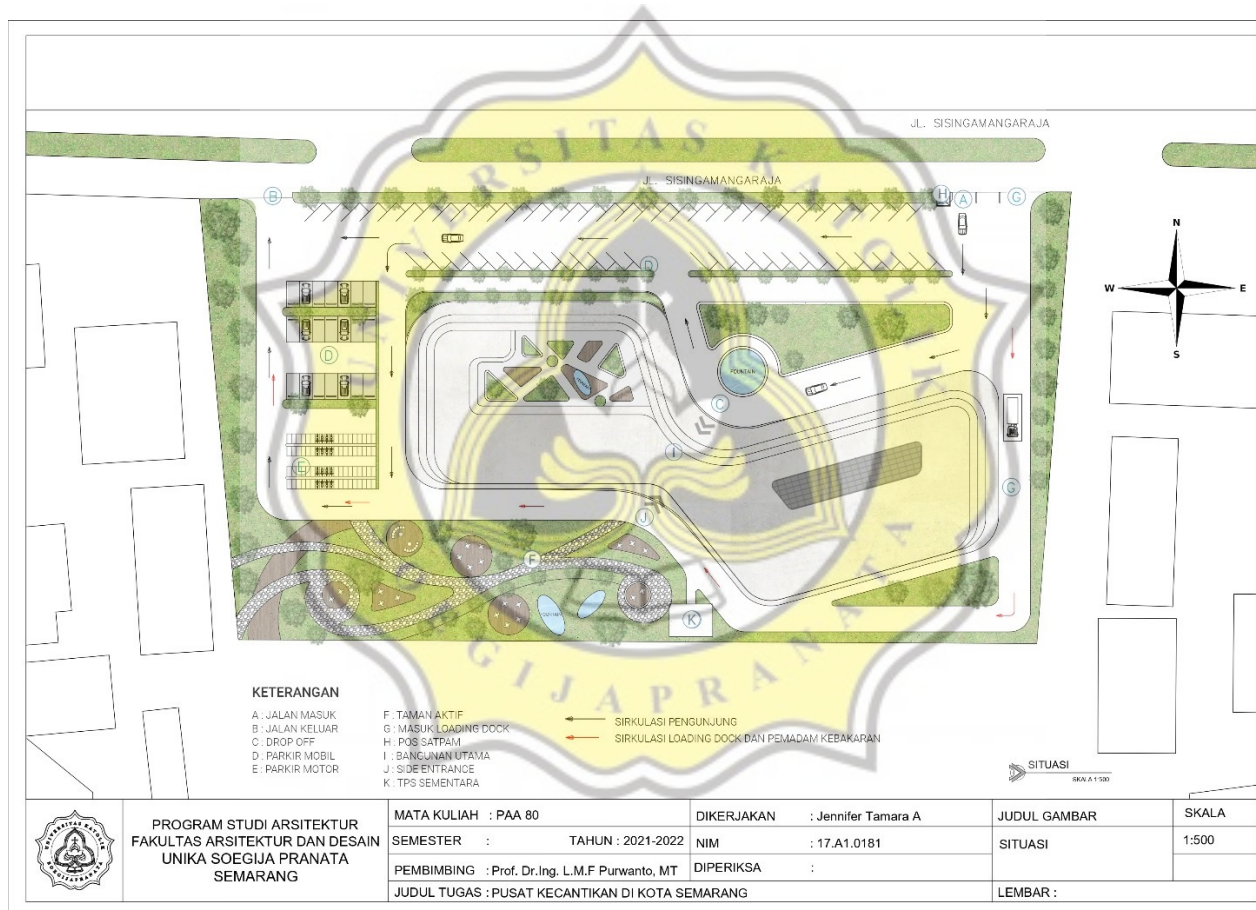 JL. SISINGAMANGARAJA
JL. SISINGAMANGARAJA
UNIVERSITAS KATOLIK
GIJAPRANATA
B
H
A
G
D
N
W
E
S
D
FOUNTAIN
C
I
E
G
J
F
K
KETERANGAN
A : JALAN MASUK
B : JALAN KELUAR
C : DROP OFF
D : PARKIR MOBIL
E : PARKIR MOTOR
F : TAMAN AKTIF
G : MASUK LOADING DOCK
H : POS SATPAM
I : BANGUNAN UTAMA
J : SIDE ENTRANCE
K : TPS SEMENTARA
SIRKULASI PENGUNJUNG
SIRKULASI LOADING DOCK DAN PEMADAM KEBAKARAN
SITUASI
SKALA 1:500
PROGRAM STUDI ARSITEKTUR
FAKULTAS ARSITEKTUR DAN DESAIN
UNIKA SOEGIJA PRANATA
SEMARANG
MATA KULIAH : PAA 80
SEMESTER : TAHUN : 2021-2022
PEMBIMBING : Prof. Dr.Ing. L.M.F Purwanto, MT
JUDUL TUGAS : PUSAT KECANTIKAN DI KOTA SEMARANG
DIKERJAKAN : Jennifer Tamara A
NIM : 17.A1.0181
DIPERIKSA :
JUDUL GAMBAR
SITUASI
LEMBAR :
SKALA
1:500